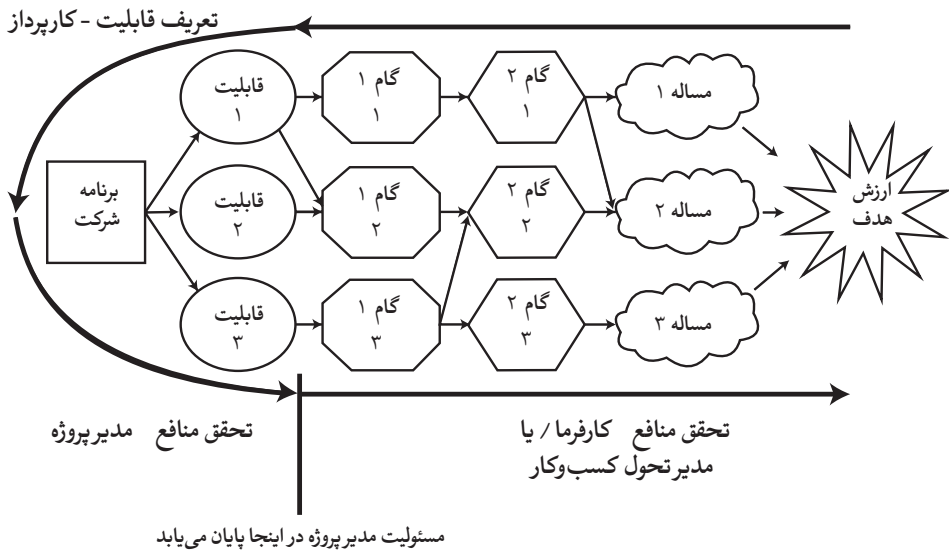 تعریف قابلیت - کارپرداز
برنامه
شرکت
قابلیت
۱
گام ۱
۱
گام ۲
۱
مساله ۱
قابلیت
۲
گام ۱
۲
گام ۲
۲
مساله ۲
قابلیت
۳
گام ۱
۳
گام ۲
۳
مساله ۳
ارزش
هدف
تحقق منافع مدیر پروژه
تحقق منافع کارفرما / یا
مدیر تحول کسب‌وکار
مسئولیت مدیر پروژه در اینجا پایان می‌یابد